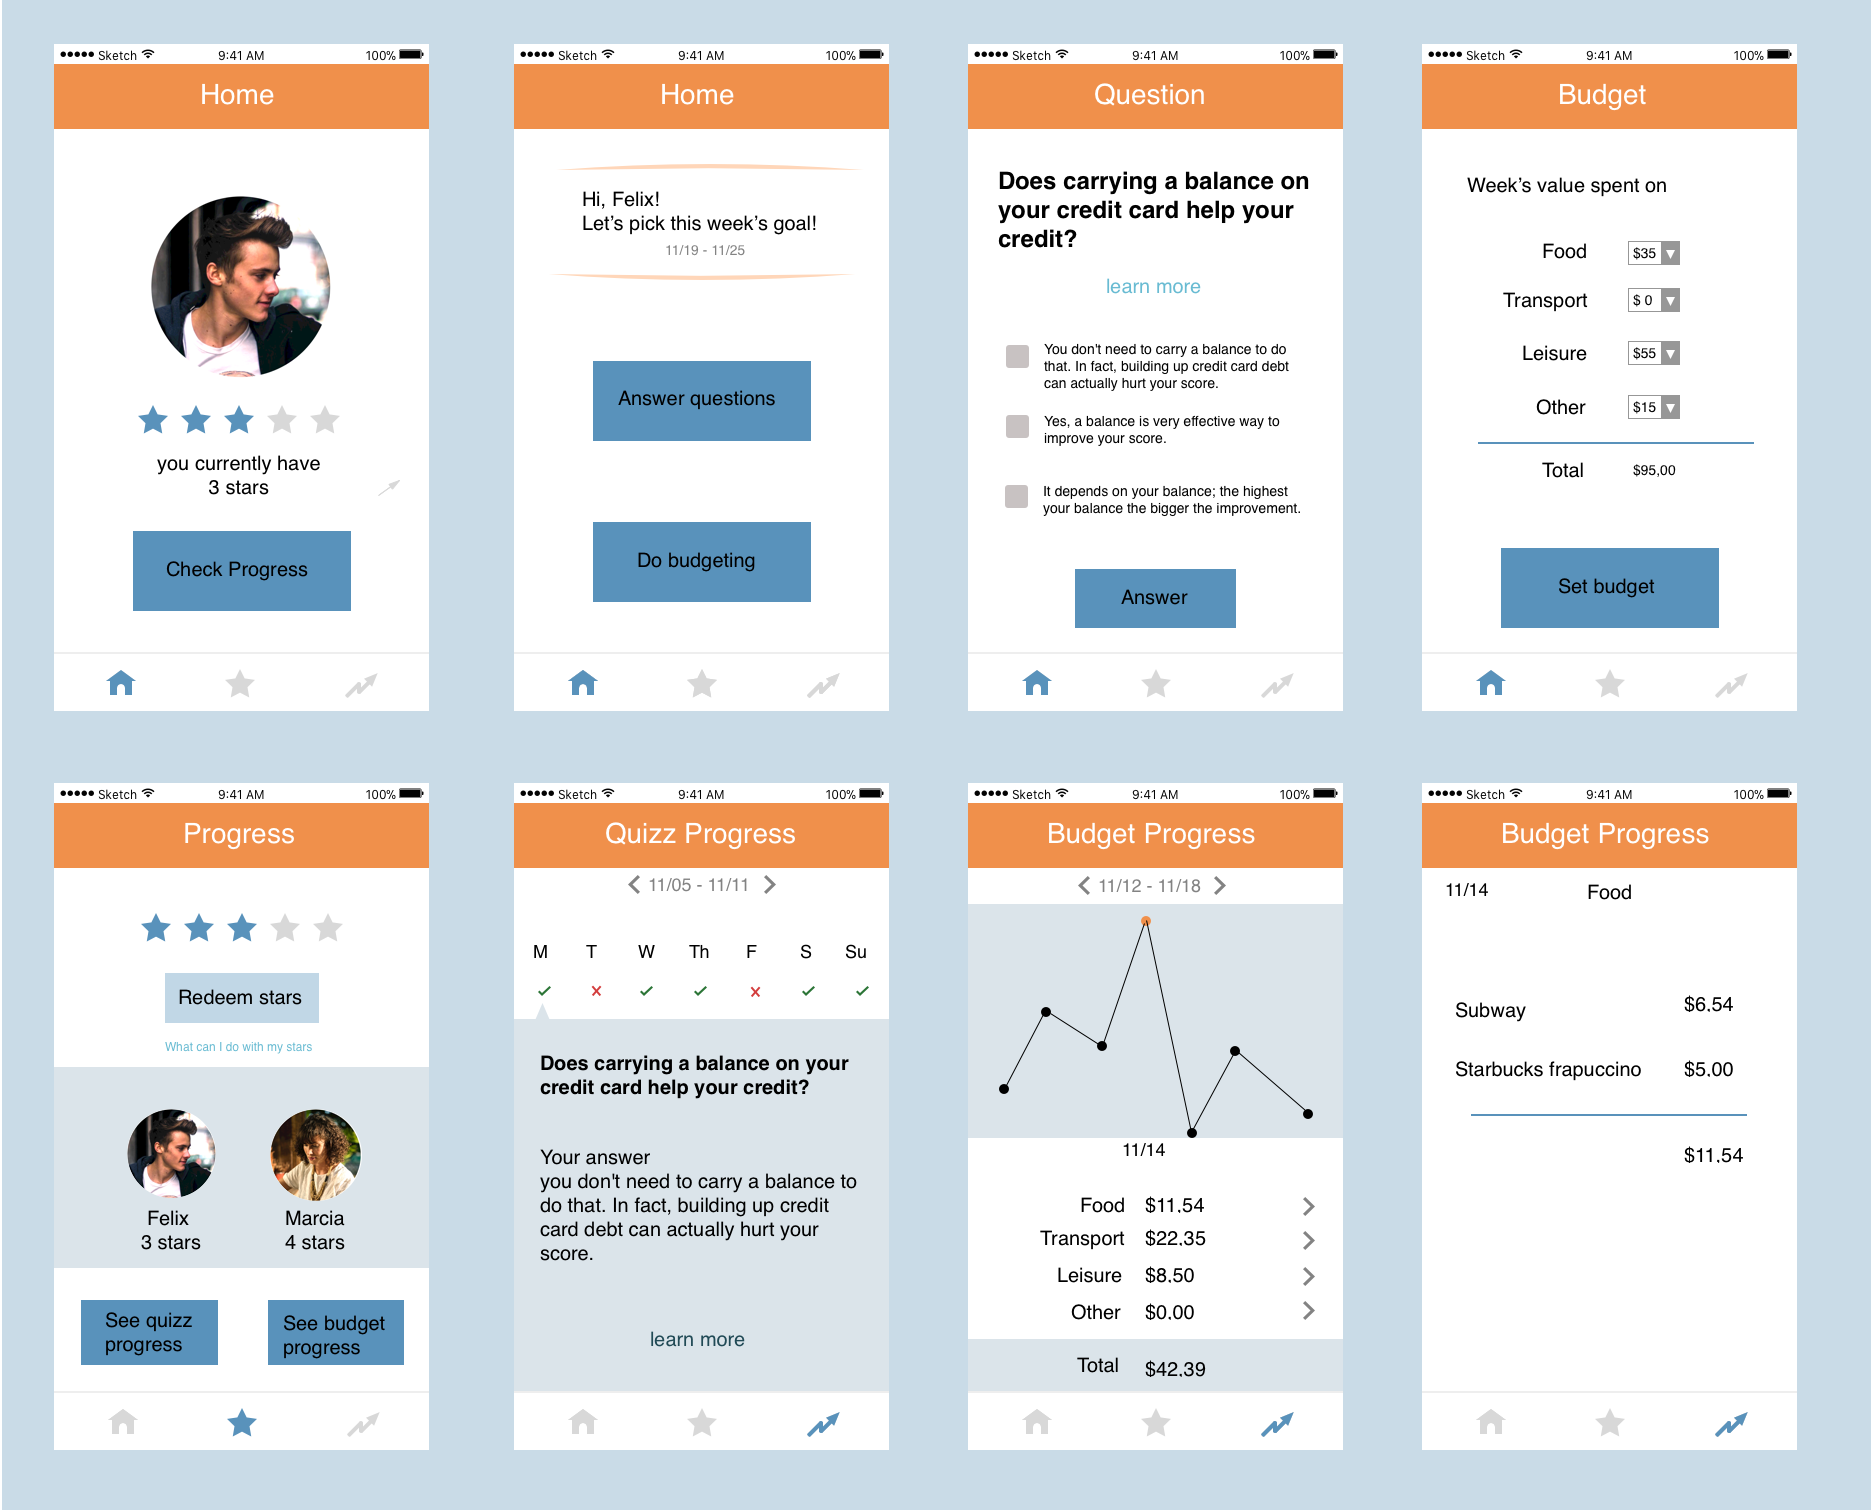 Sketch 9:41 AM 100%
Home
you currently have
3 stars
Check Progress
Sketch 9:41 AM 100%
Home
Hi, Felix!
Let's pick this week's goal!
11/19 - 11/25
Answer questions
Do budgeting
Sketch 9:41 AM 100%
Question
Does carrying a balance on
your credit card help your
credit?
learn more
You don't need to carry a balance to do
that. In fact, building up credit card debt
can actually hurt your score.
Yes, a balance is very effective way to
improve your score.
It depends on your balance; the highest
your balance the bigger the improvement.
Answer
Sketch 9:41 AM 100%
Budget
Week's value spent on
Food $35
Transport $ 0
Leisure $55
Other $15
Total $95,00
Set budget
Sketch 9:41 AM 100%
Progress
Redeem stars
What can I do with my stars
Felix
3 stars
Marcia
4 stars
See quizz
progress
See budget
progress
Sketch 9:41 AM 100%
Quizz Progress
11/05 - 11/11
M T W Th F S Su
Does carrying a balance on your
credit card help your credit?
Your answer
you don't need to carry a balance to
do that. In fact, building up credit
card debt can actually hurt your
score.
learn more
Sketch 9:41 AM 100%
Budget Progress
11/12 - 11/18
11/14
Food $11.54
Transport $22.35
Leisure $8.50
Other $0.00
Total $42.39
Sketch 9:41 AM 100%
Budget Progress
11/14 Food
Subway $6.54
Starbucks frapuccino $5.00
$11.54